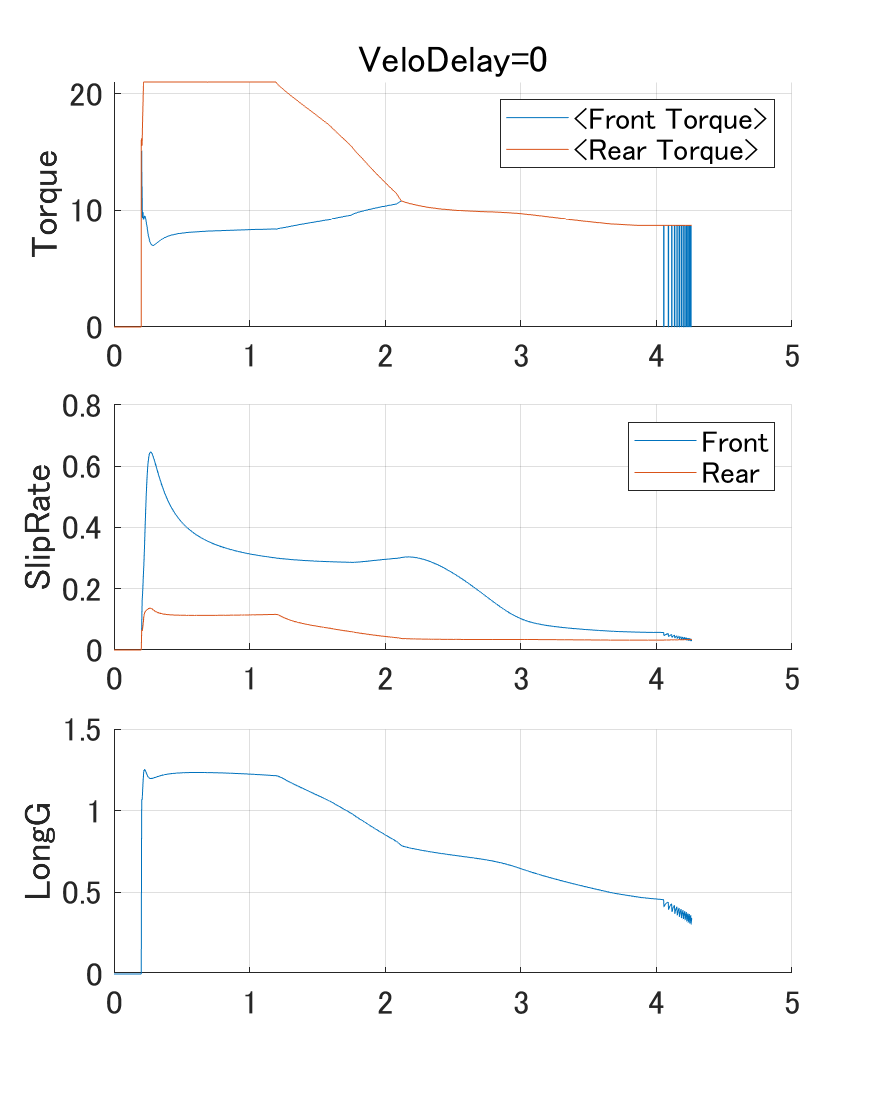 VeloDelay=0
Torque
20
10
0
<Front Torque>
<Rear Torque>
0 1 2 3 4 5
SlipRate
0.8
0.6
0.4
0.2
0
Front
Rear
0 1 2 3 4 5
LongG
1.5
1
0.5
0
0 1 2 3 4 5